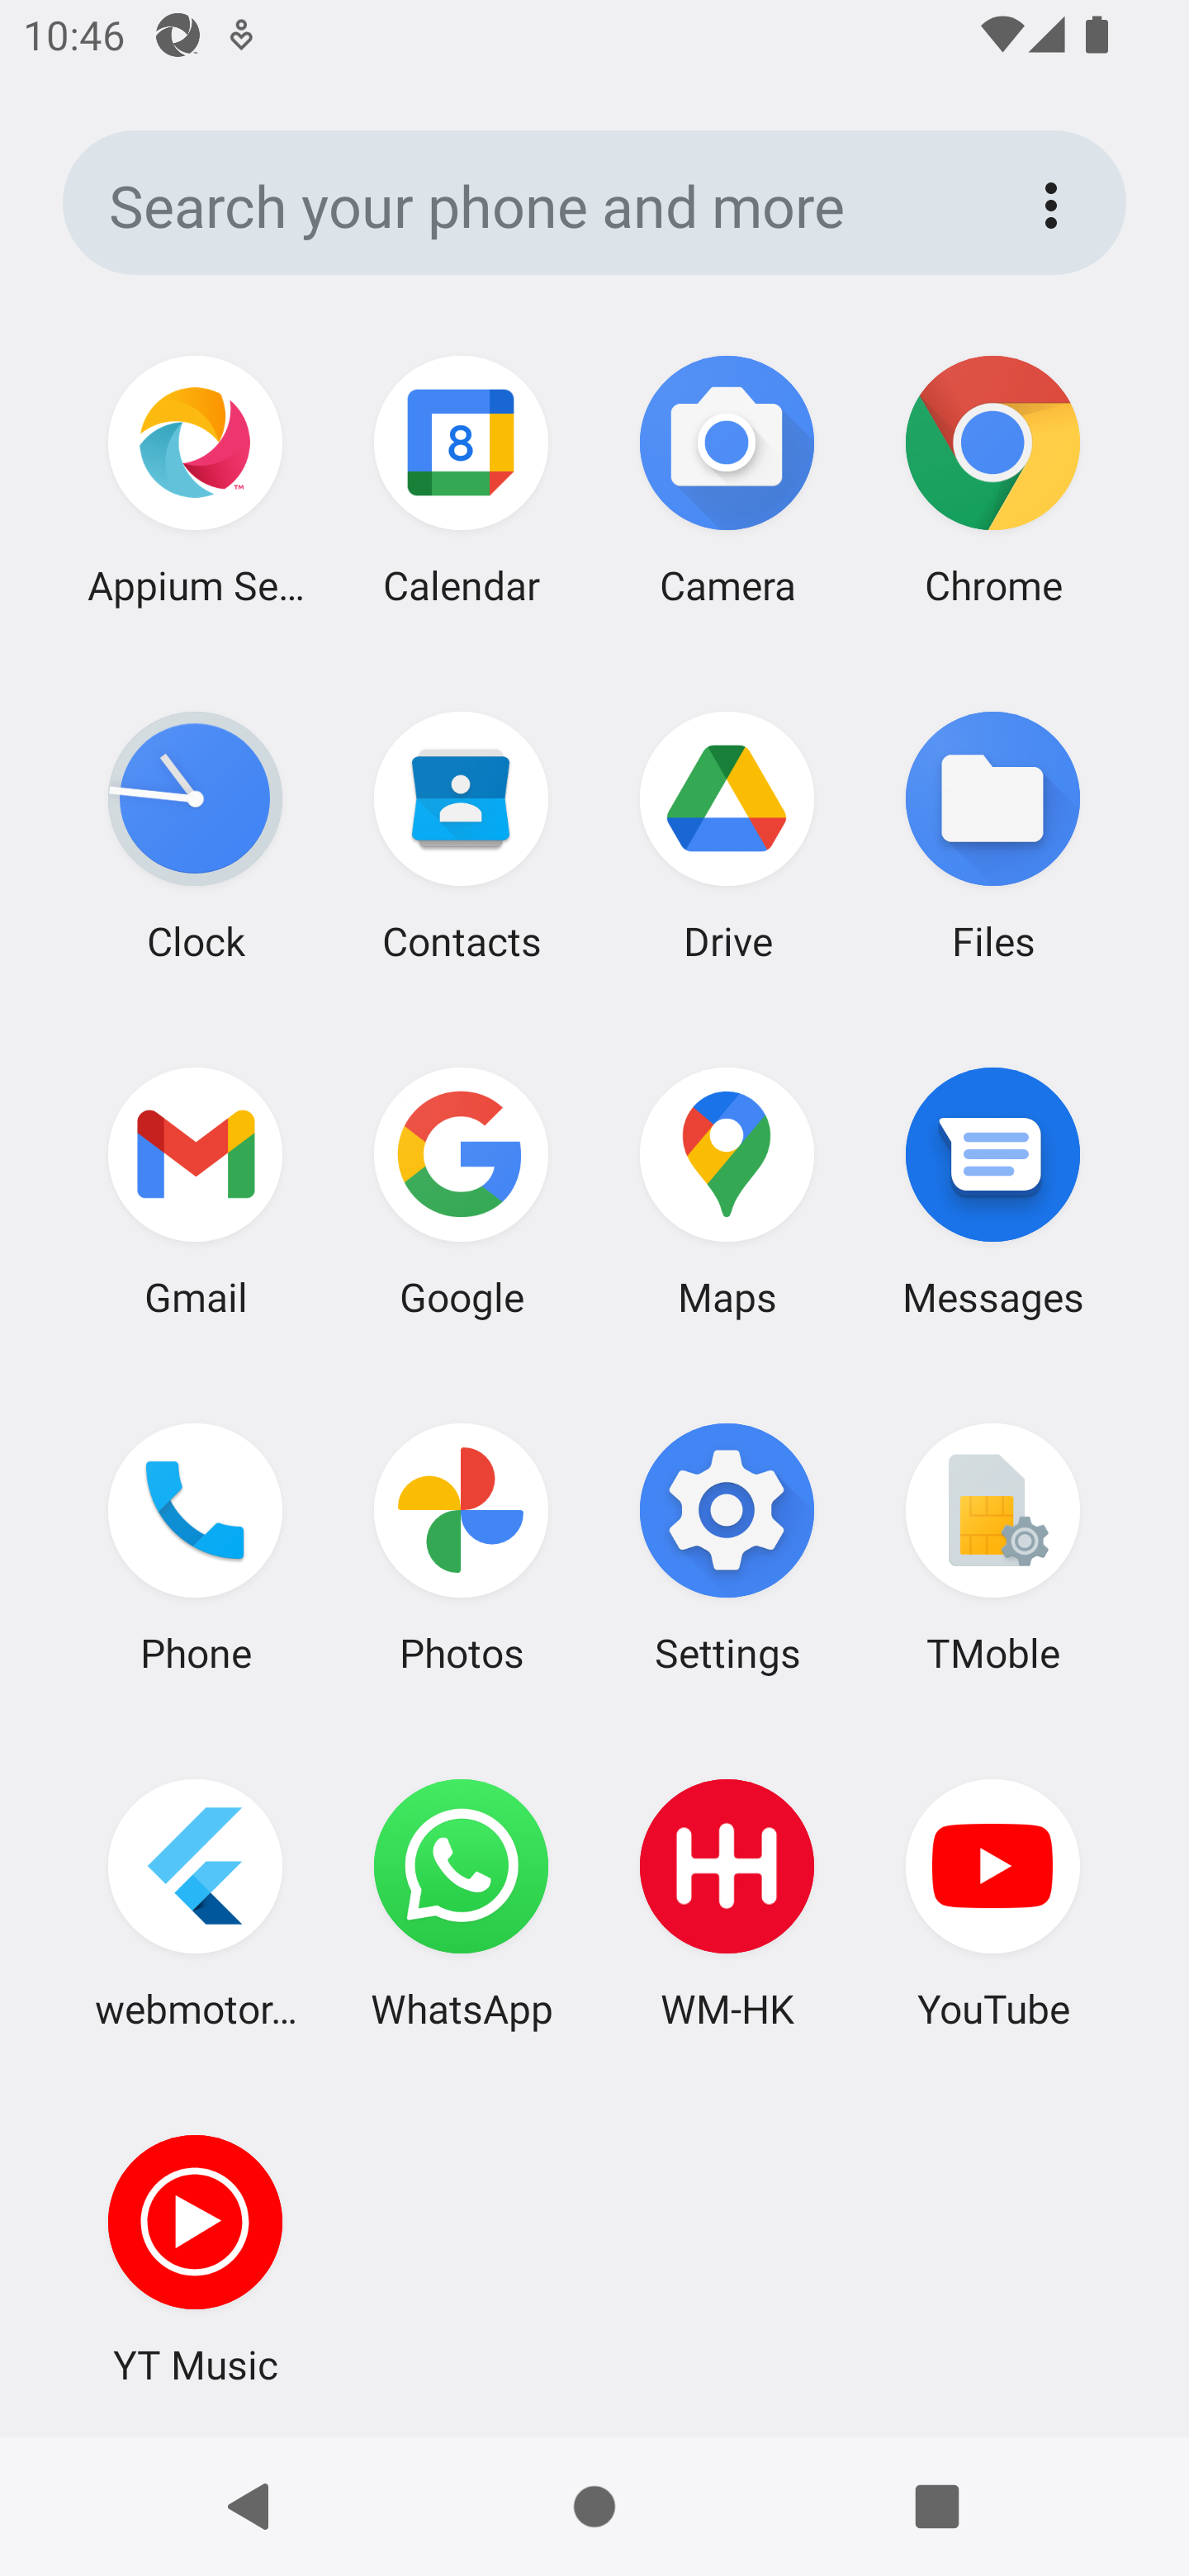 10:46
Search your phone and more
8
Appium Se...
Calendar
Camera
Chrome
Clock
Contacts
Drive
Files
Gmail
Google
Maps
Messages
Phone
Photos
Settings
TMoble
webmotor...
WhatsApp
WM-HK
YouTube
YT Music